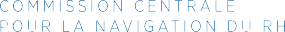 COMMISSION CENTRALE
POUR LA NAVIGATION DU RH